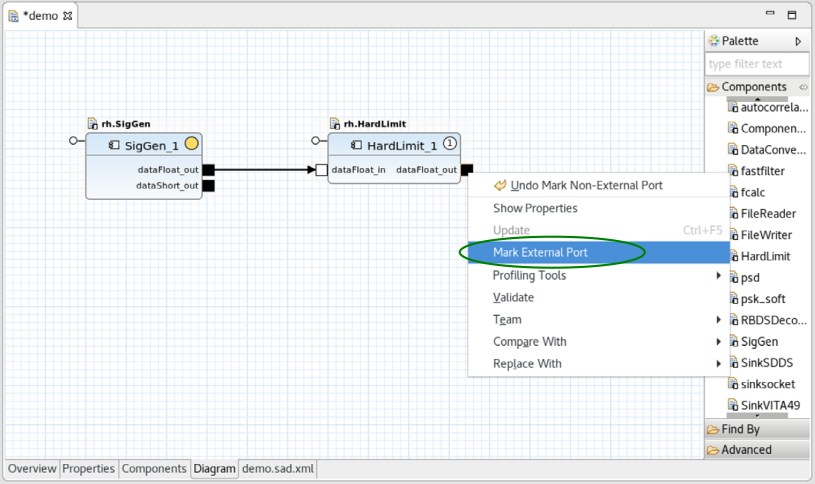 *demo
Palette
type filter text
Components
autocorrela...
Componen...
DataConve...
fastfilter
fcalc
FileReader
FileWriter
HardLimit
psd
psk_soft
RBDSDeco...
SigGen
SinkSDDS
sinksocket
SinkVITA49
Find By
Advanced
rh.SigGen
SigGen_1
dataFloat_out
dataShort_out
rh.HardLimit
HardLimit_1 1
dataFloat_in dataFloat_out
Undo Mark Non-External Port
Show Properties
Update Ctrl+F5
Mark External Port
Profiling Tools
Validate
Team
Compare With
Replace With
Overview Properties Components Diagram demo.sad.xml